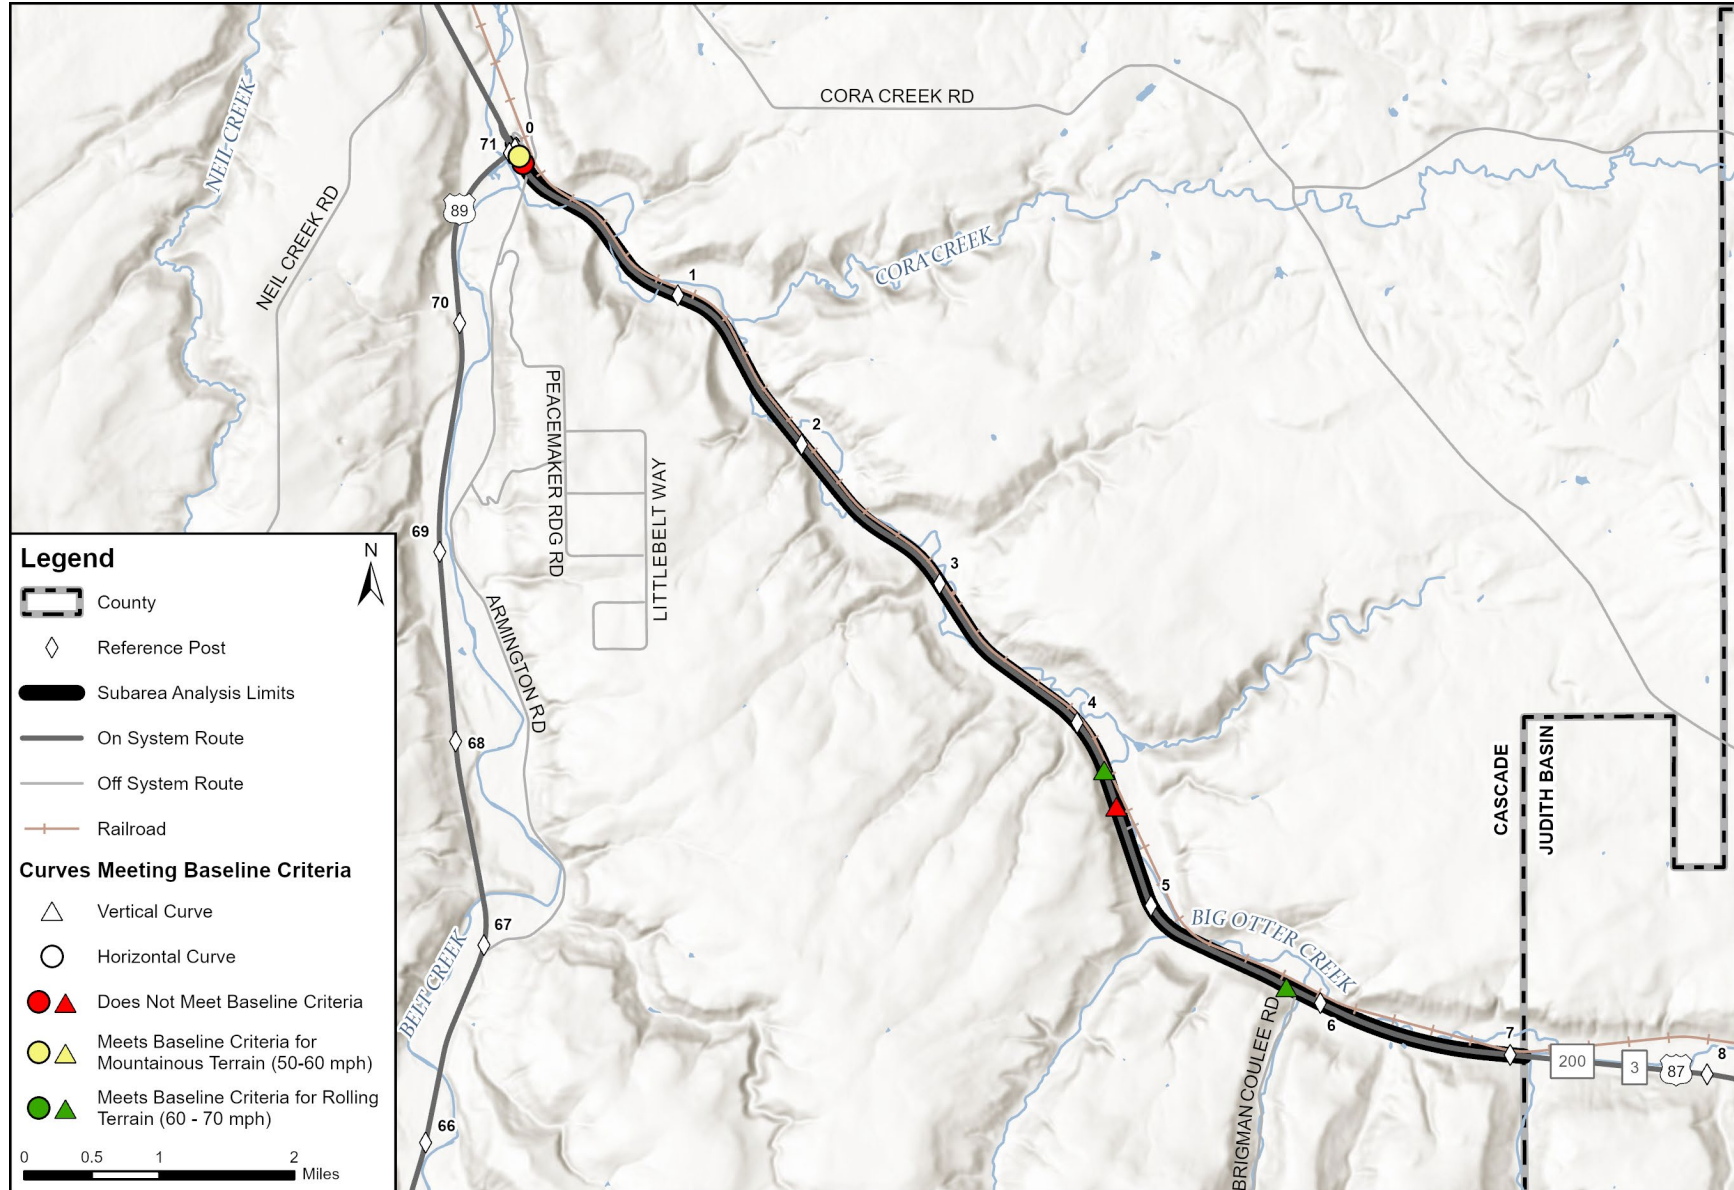 CORA CREEK RD
NEIL CREEK
0
71
89
NEIL CREEK RD
CORA CREEK
1
70
PEACEMAKER RDG RD
2
LITTLEBELT WAY
69
3
ARMINGTON RD
4
68
CASCADE
JUDITH BASIN
5
67
BIG OTTER CREEK
BELT CREEK
6
BRIGMAN COULEE RD
7
200
3
87
8
66
Legend
N
County
Reference Post
Subarea Analysis Limits
On System Route
Off System Route
Railroad
Curves Meeting Baseline Criteria
Vertical Curve
Horizontal Curve
Does Not Meet Baseline Criteria
Meets Baseline Criteria for
Mountainous Terrain (50-60 mph)
Meets Baseline Criteria for Rolling
Terrain (60 - 70 mph)
0 0.5 1 2
Miles